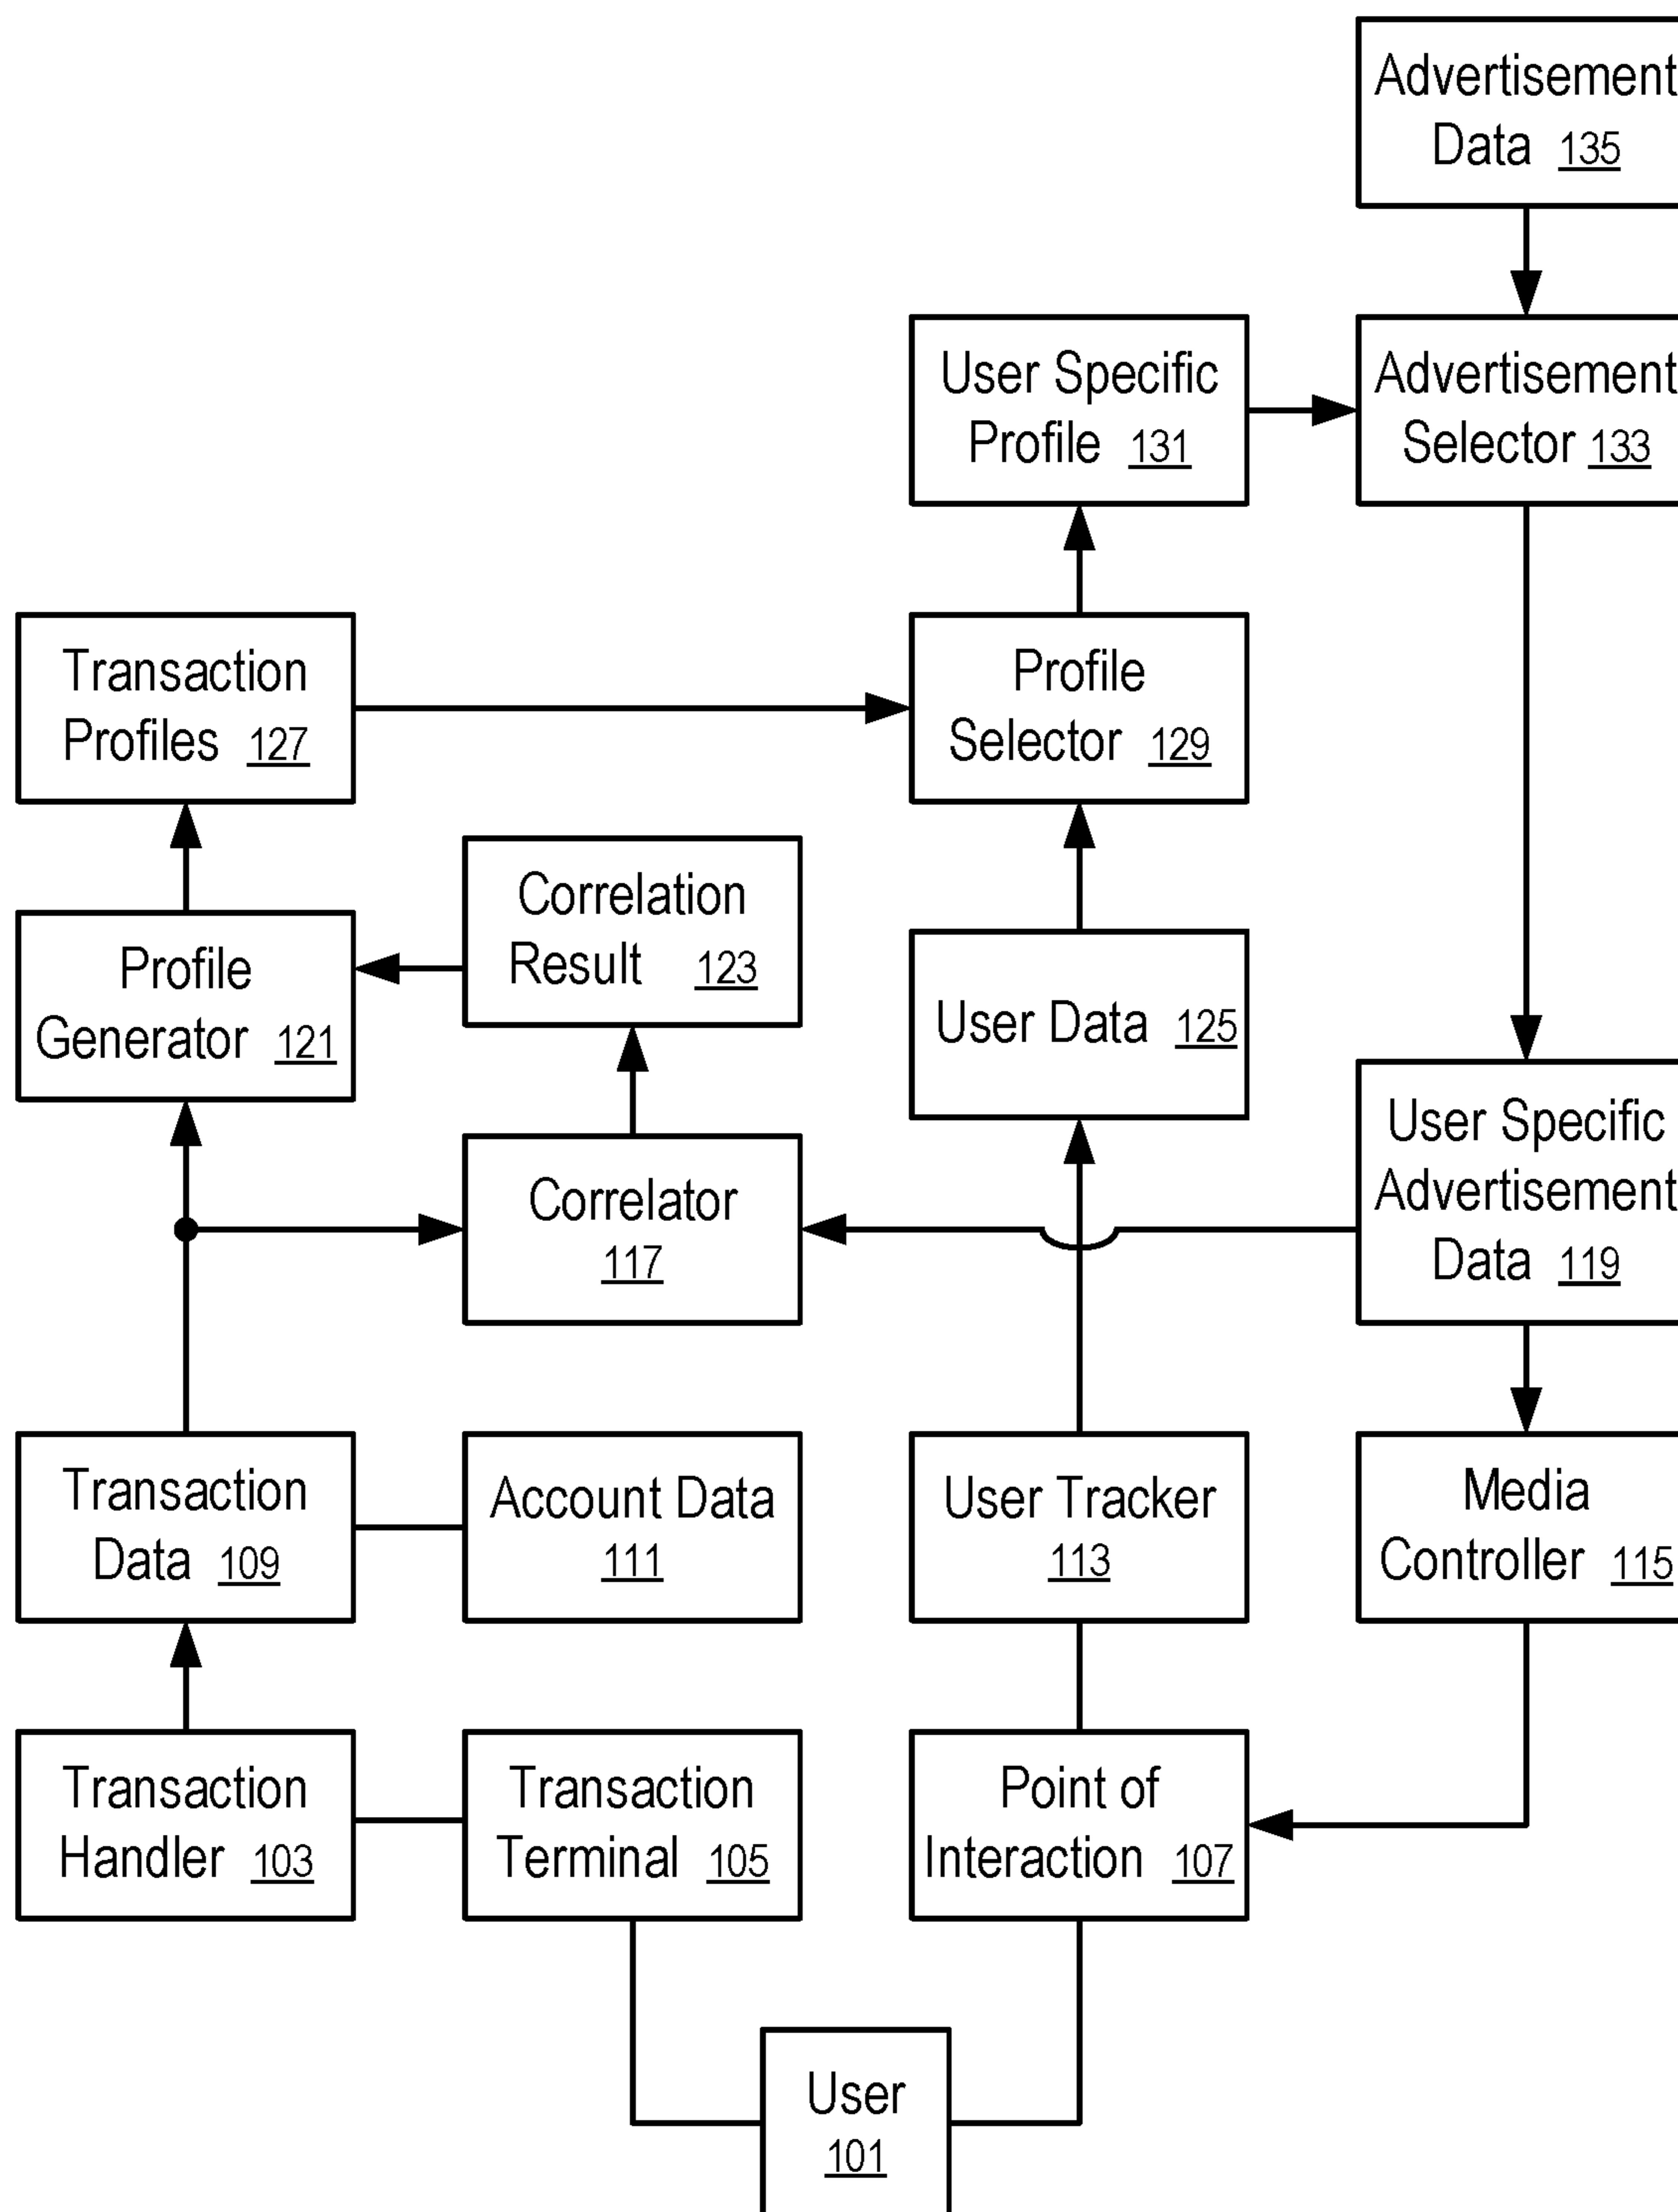 Advertisement
Data 135
User Specific
Profile 131
Advertisement
Selector 133
Transaction
Profiles 127
Profile
Selector 129
Correlation
Result 123
Profile
Generator 121
User Data 125
User Specific
Advertisement
Data 119
Correlator
117
Transaction
Data 109
Account Data
111
User Tracker
113
Media
Controller 115
Transaction
Handler 103
Transaction
Terminal 105
Point of
Interaction 107
User
101